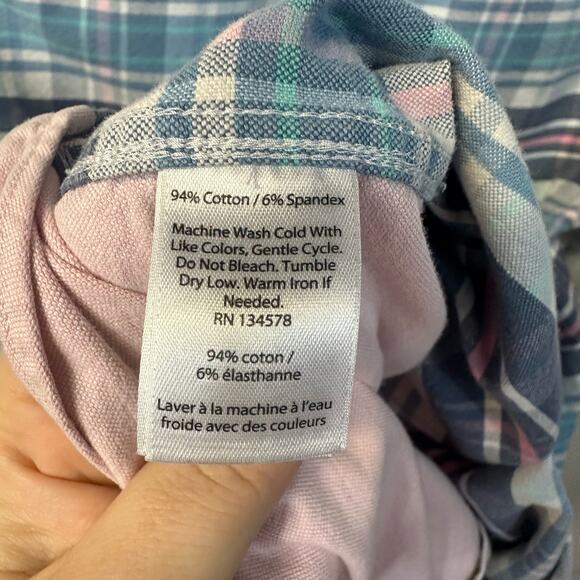 94% Cotton / 6% Spandex
Machine Wash Cold With
Like Colors, Gentle Cycle.
Do Not Bleach. Tumble
Dry Low. Warm Iron If
Needed.
RN 134578
94% coton /
6% élasthanne
Laver à la machine à l'eau
froide avec des couleurs